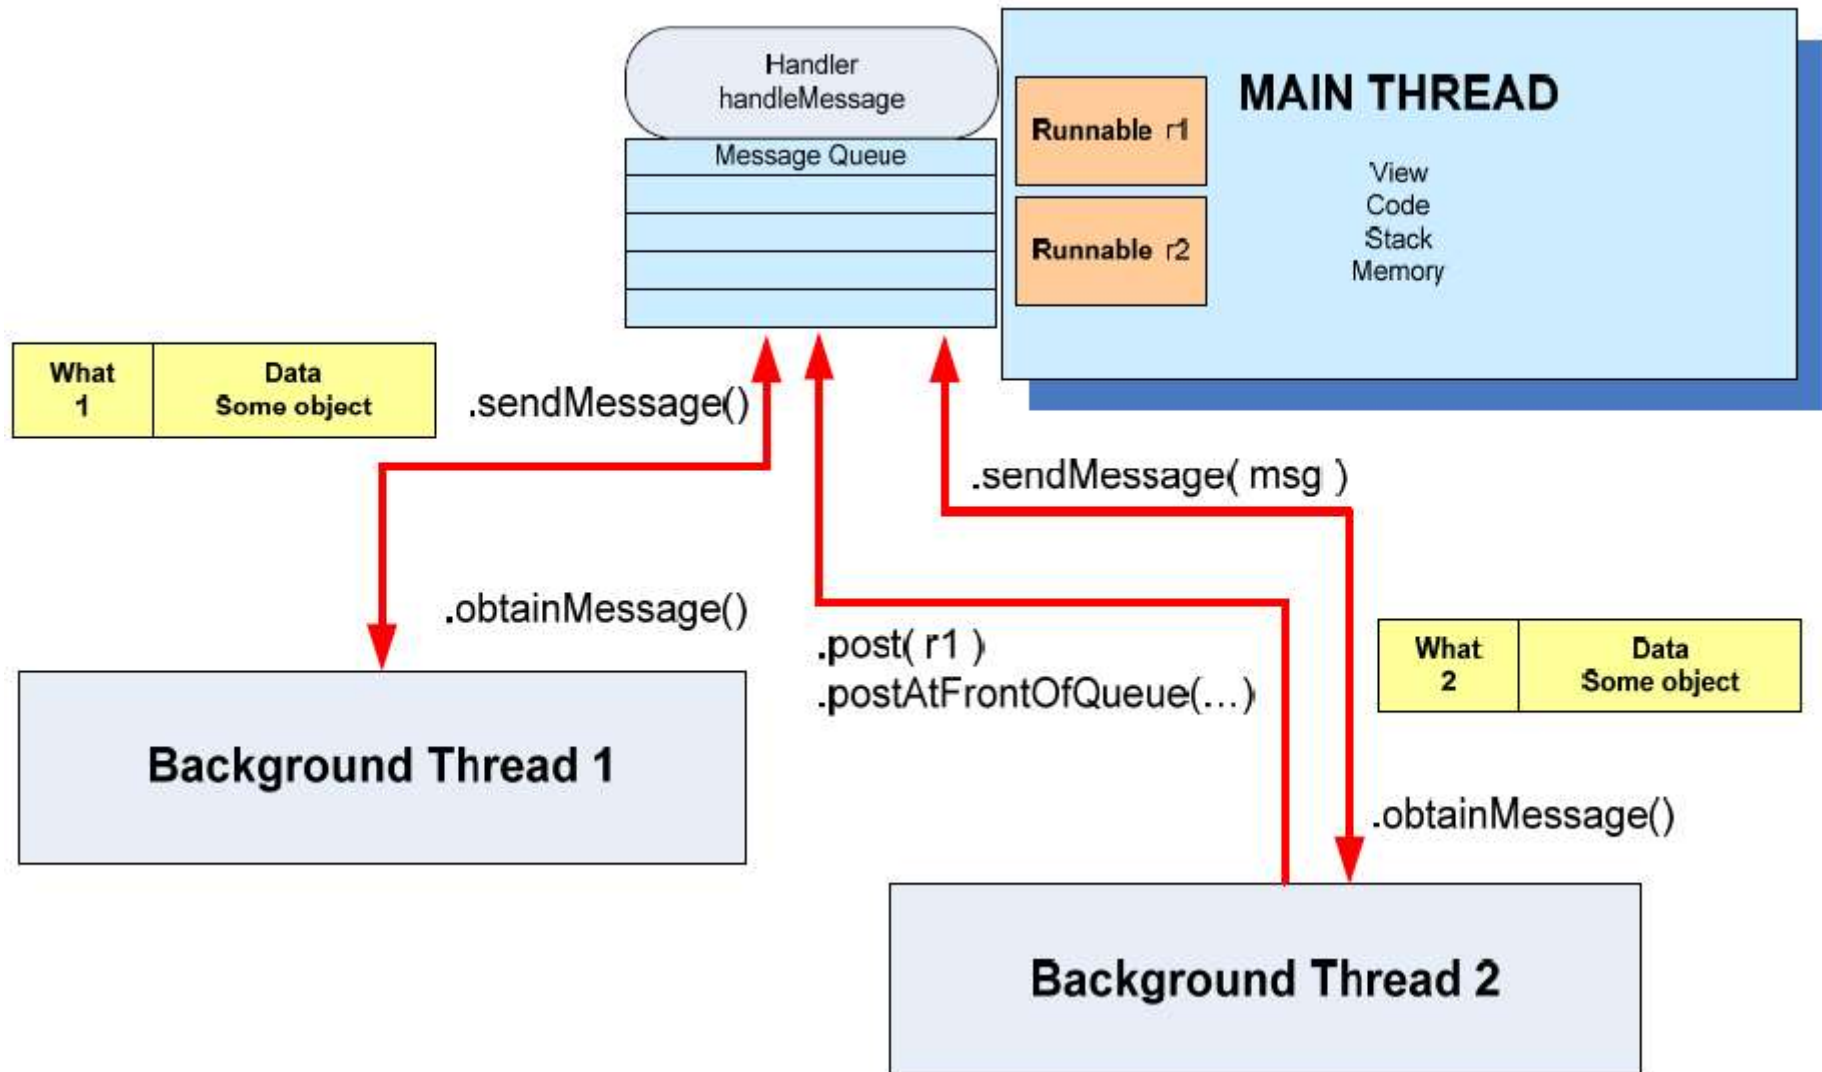 Handler
handleMessage
Message Queue
MAIN THREAD
Runnable r1
View
Code
Stack
Memory
Runnable r2
What
1
Data
Some object
.sendMessage()
.sendMessage( msg )
.obtainMessage()
.post( r1 )
.postAtFrontOfQueue(...)
What
2
Data
Some object
Background Thread 1
.obtainMessage()
Background Thread 2